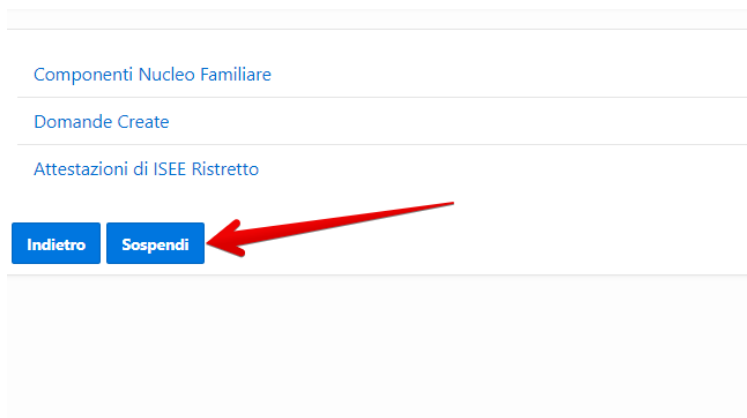 Componenti Nucleo Familiare
Domande Create
Attestazioni di ISEE Ristretto
Indietro Sospendi